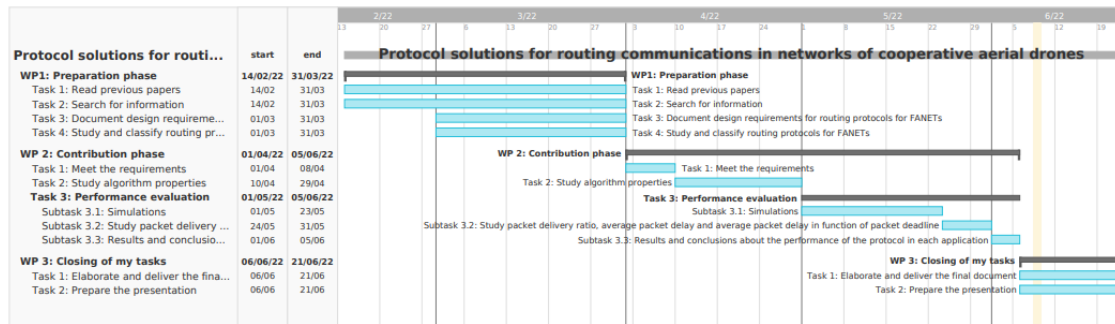 2/22 3/22 4/22 5/22 6/22
13 20 27 6 13 20 27 3 10 17 24 1 8 15 22 29 5 12 19
Protocol solutions for routi... start end Protocol solutions for routing communications in networks of cooperative aerial drones
WP1: Preparation phase 14/02/22 31/03/22 WP1: Preparation phase
Task 1: Read previous papers 14/02 31/03 Task 1: Read previous papers
Task 2: Search for information 14/02 31/03 Task 2: Search for information
Task 3: Document design requireme... 01/03 31/03 Task 3: Document design requirements for routing protocols for FANETs
Task 4: Study and classify routing pr... 01/03 31/03 Task 4: Study and classify routing protocols for FANETs
WP 2: Contribution phase 01/04/22 05/06/22 WP 2: Contribution phase
Task 1: Meet the requirements 01/04 08/04 Task 1: Meet the requirements
Task 2: Study algorithm properties 10/04 29/04 Task 2: Study algorithm properties
Task 3: Performance evaluation 01/05/22 05/06/22 Task 3: Performance evaluation
Subtask 3.1: Simulations 01/05 23/05 Subtask 3.1: Simulations
Subtask 3.2: Study packet delivery ... 24/05 31/05 Subtask 3.2: Study packet delivery ratio, average packet delay and average packet delay in function of packet deadline
Subtask 3.3: Results and conclusio... 01/06 05/06 Subtask 3.3: Results and conclusions about the performance of the protocol in each application
WP 3: Closing of my tasks 06/06/22 21/06/22 WP 3: Closing of my tasks
Task 1: Elaborate and deliver the fina... 06/06 21/06 Task 1: Elaborate and deliver the final document
Task 2: Prepare the presentation 06/06 21/06 Task 2: Prepare the presentation